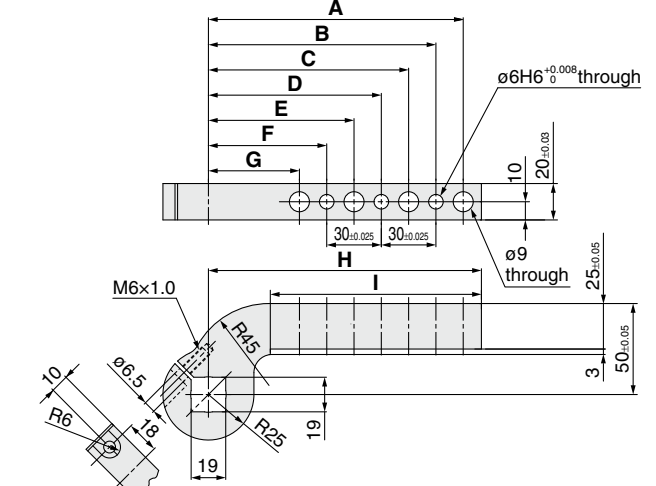 A
B
C
D
E
F
G
ø6H6 +0.008 0 through
10
20±0.03
30±0.025 30±0.025
ø9
through
H
I
M6×1.0
R45
25±0.05
50±0.05
3
ø6.5
10
R6
18
R25
19
19